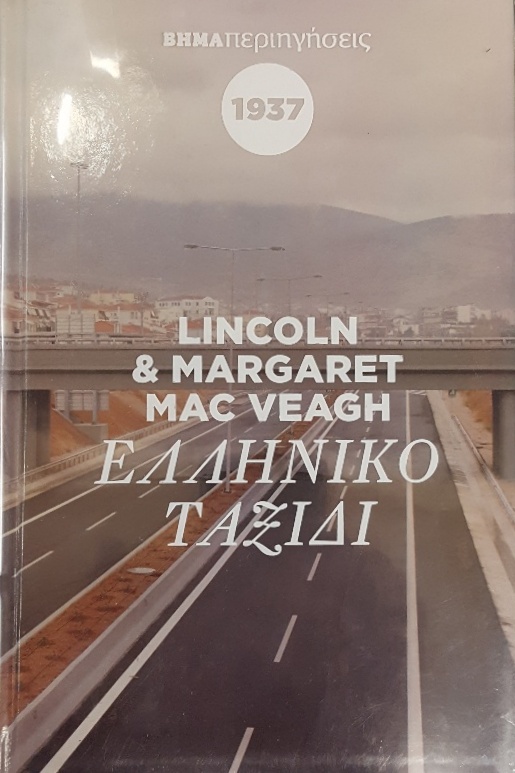 ΒΗΜΑπεριηγήσεις
1937
LINCOLN
& MARGARET
MAC VEAGH
ΕΛΛΗΝΙΚΟ
ΤΑΞΙΔΙ